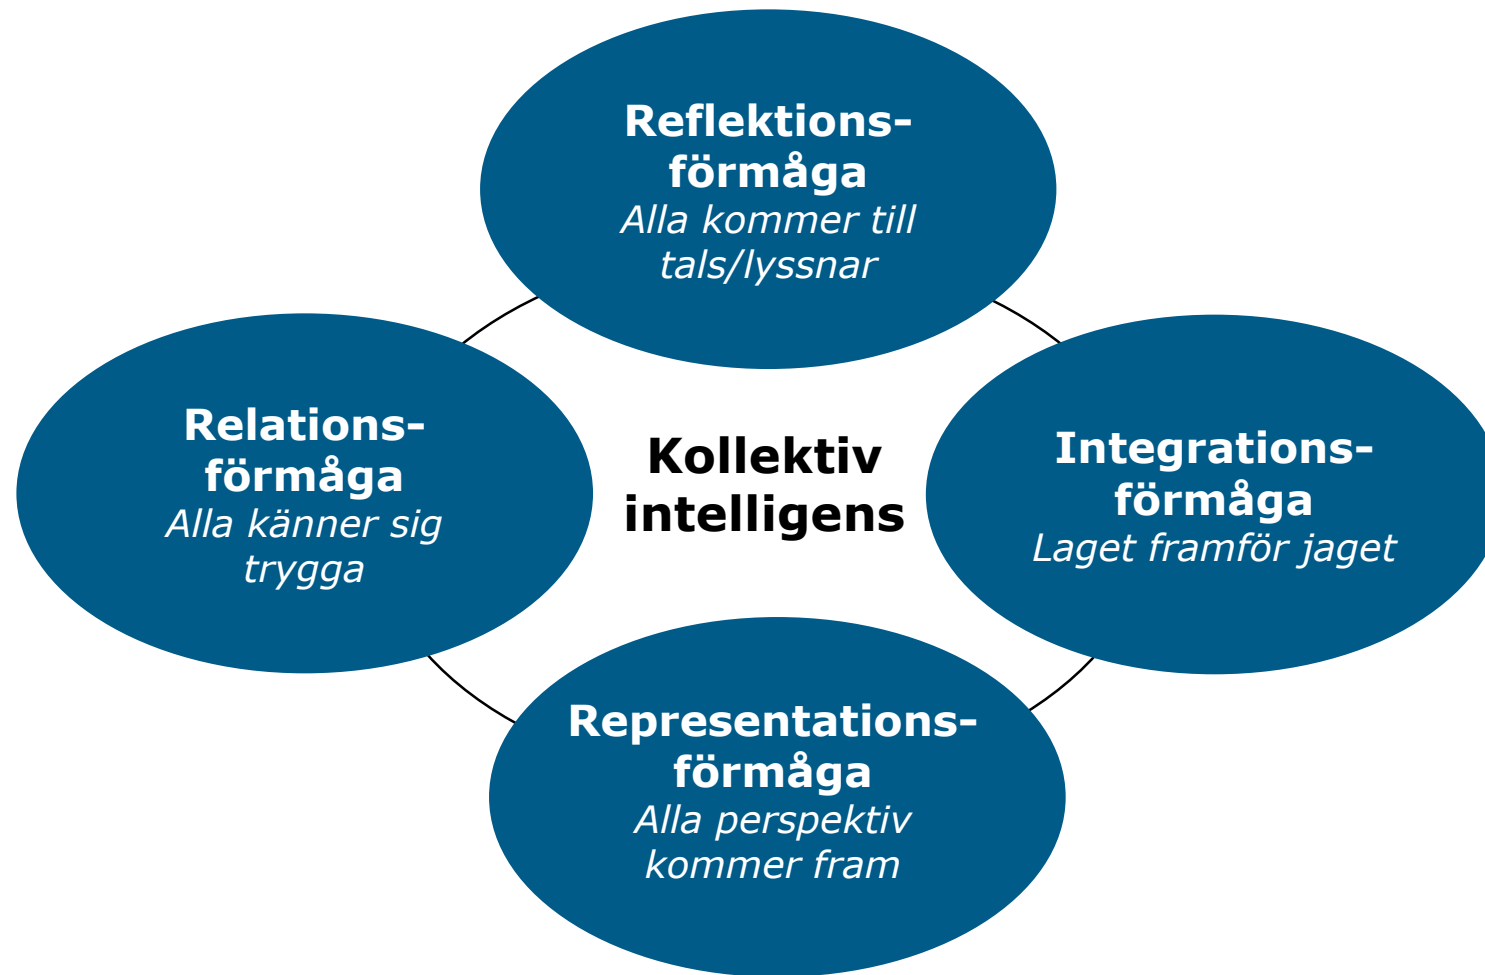 Reflektions-
förmåga
Alla kommer till
tals/lyssnar
Relations-
förmåga
Alla känner sig
trygga
Kollektiv
intelligens
Integrations-
förmåga
Laget framför jaget
Representations-
förmåga
Alla perspektiv
kommer fram